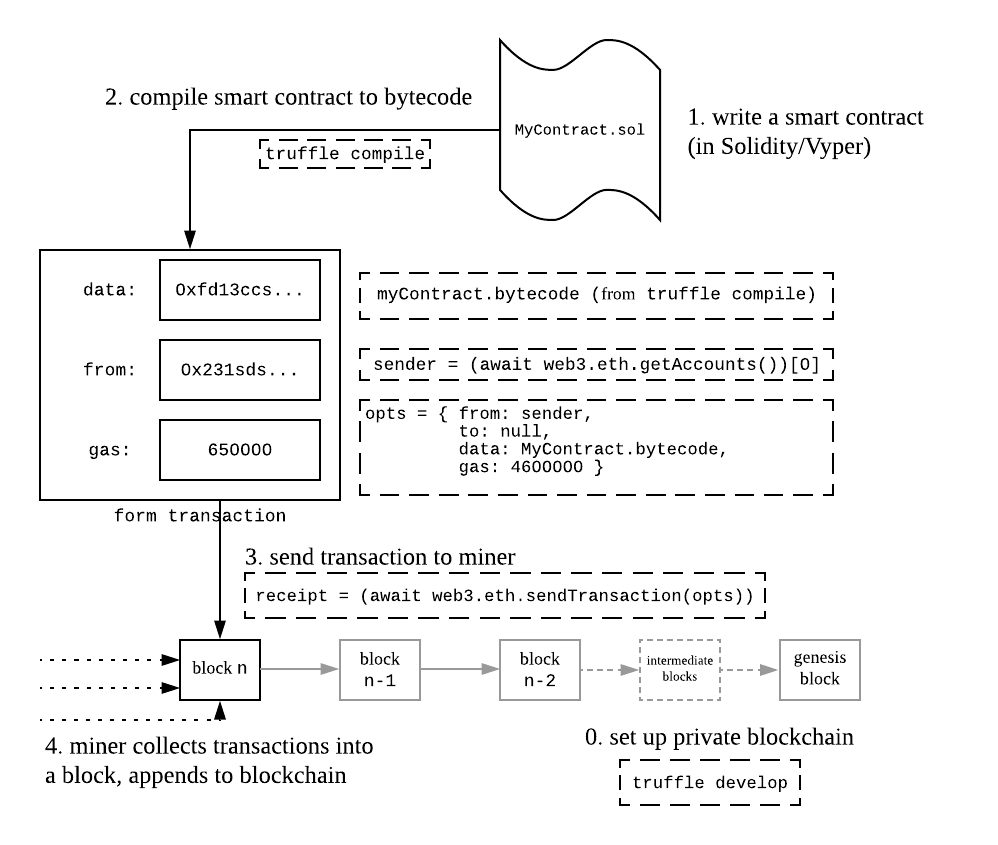 2. compile smart contract to bytecode
MyContract.sol
1. write a smart contract
(in Solidity/Vyper)
truffle compile
data:
0xfd13ccs...
myContract.bytecode (from truffle compile)
from:
0x231sds...
sender = (await web3.eth.getAccounts())[0]
gas:
650000
opts = { from: sender,
to: null,
data: MyContract.bytecode,
gas: 4600000 }
form transaction
3. send transaction to miner
receipt = (await web3.eth.sendTransaction(opts))
block n
block
n-1
block
n-2
intermediate
blocks
genesis
block
4. miner collects transactions into
a block, appends to blockchain
0. set up private blockchain
truffle develop